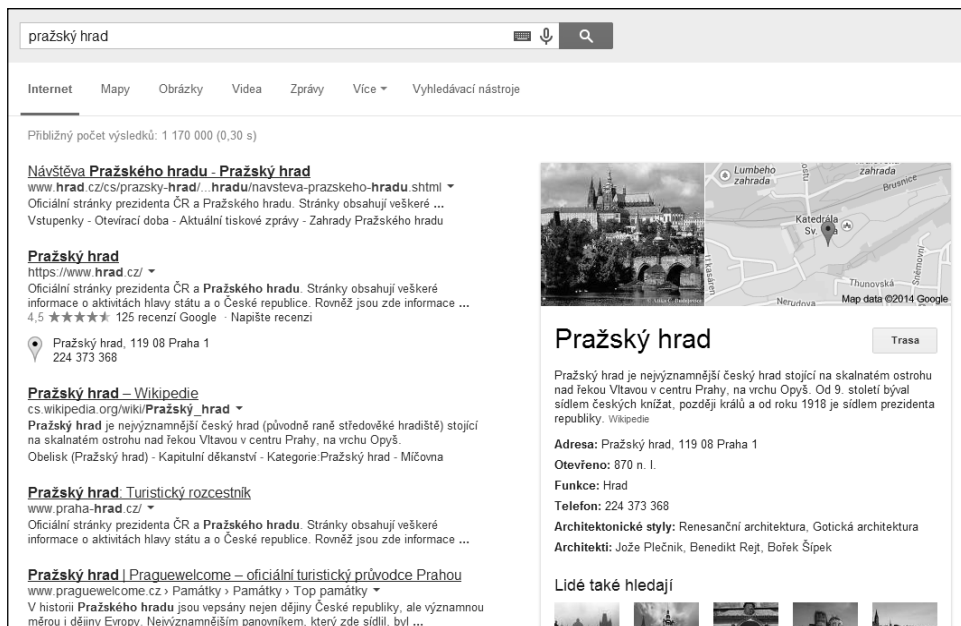 pražský hrad
Internet Mapy Obrázky Videa Zprávy Více Vyhledávací nástroje
Přibližný počet výsledků: 1 170 000 (0,30 s)
Návštěva Pražského hradu - Pražský hrad
www.hrad.cz/cs/prazsky-hrad/...hradu/navsteva-prazskeho-hradu.shtml
Oficiální stránky prezidenta ČR a Pražského hradu. Stránky obsahují veškeré ...
Vstupenky - Otevírací doba - Aktuální tiskové zprávy - Zahrady Pražského hradu
Pražský hrad
https://www.hrad.cz/
Oficiální stránky prezidenta ČR a Pražského hradu. Stránky obsahují veškeré
informace o aktivitách hlavy státu a o České republice. Rovněž jsou zde informace ...
4,5 ★★★★★ 125 recenzí Google - Napište recenzi
Pražský hrad, 119 08 Praha 1
224 373 368
Pražský hrad – Wikipedie
cs.wikipedia.org/wiki/Pražský_hrad
Pražský hrad je nejvýznamnější český hrad (původně raně středověké hradiště) stojící
na skalnatém ostrohu nad řekou Vltavou v centru Prahy, na vrchu Opyš.
Obelisk (Pražský hrad) - Kapitulní děkanství - Kategorie:Pražský hrad - Míčovna
Pražský hrad: Turistický rozcestník
www.praha-hrad.cz/
Oficiální stránky prezidenta ČR a Pražského hradu. Stránky obsahují veškeré
informace o aktivitách hlavy státu a o České republice. Rovněž jsou zde informace ...
Pražský hrad | Praguewelcome – oficiální turistický průvodce Prahou
www.praguewelcome.cz › Památky › Památky › Top památky
V historii Pražského hradu jsou vepsány nejen dějiny České republiky, ale významnou
měrou i dějiny Evropy. Nejvýznamnějším panovníkem, který zde sídlil, byl ...
Lumbeho
zahrada
zahrada
Brusnice
Katedrála
Sv.
Thunovská
Sněmovní
Nerudova
Map data ©2014 Google
Pražský hrad
Trasa
Pražský hrad je nejvýznamnější český hrad stojící na skalnatém ostrohu
nad řekou Vltavou v centru Prahy, na vrchu Opyš. Od 9. století býval
sídlem českých knížat, později králů a od roku 1918 je sídlem prezidenta
republiky. Wikipedie
Adresa: Pražský hrad, 119 08 Praha 1
Otevřeno: 870 n. l.
Funkce: Hrad
Telefon: 224 373 368
Architektonické styly: Renesanční architektura, Gotická architektura
Architekti: Jože Plečnik, Benedikt Rejt, Bořek Šípek
Lidé také hledají